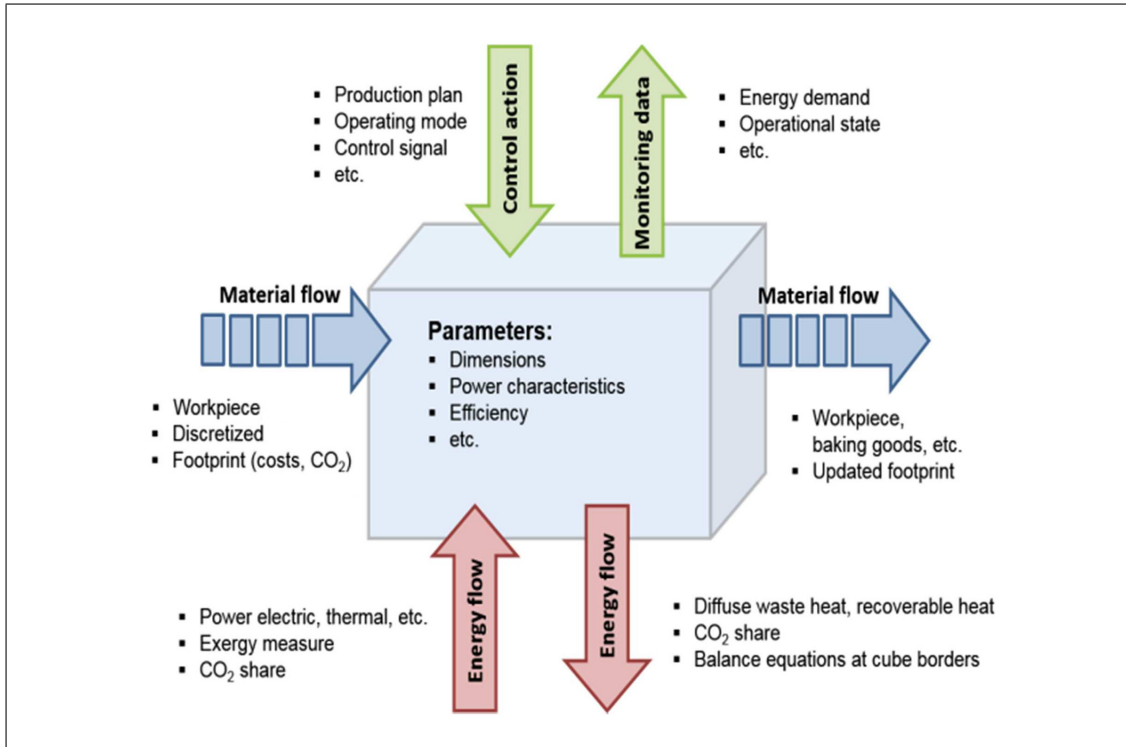 Control action
Monitoring data
▪ Production plan
▪ Operating mode
▪ Control signal
▪ etc.
▪ Energy demand
▪ Operational state
▪ etc.
Material flow
Material flow
Parameters:
▪ Dimensions
▪ Power characteristics
▪ Efficiency
▪ etc.
▪ Workpiece
▪ Discretized
▪ Footprint (costs, CO₂)
▪ Workpiece,
baking goods, etc.
▪ Updated footprint
Energy flow
Energy flow
▪ Power electric, thermal, etc.
▪ Exergy measure
▪ CO₂ share
▪ Diffuse waste heat, recoverable heat
▪ CO₂ share
▪ Balance equations at cube borders